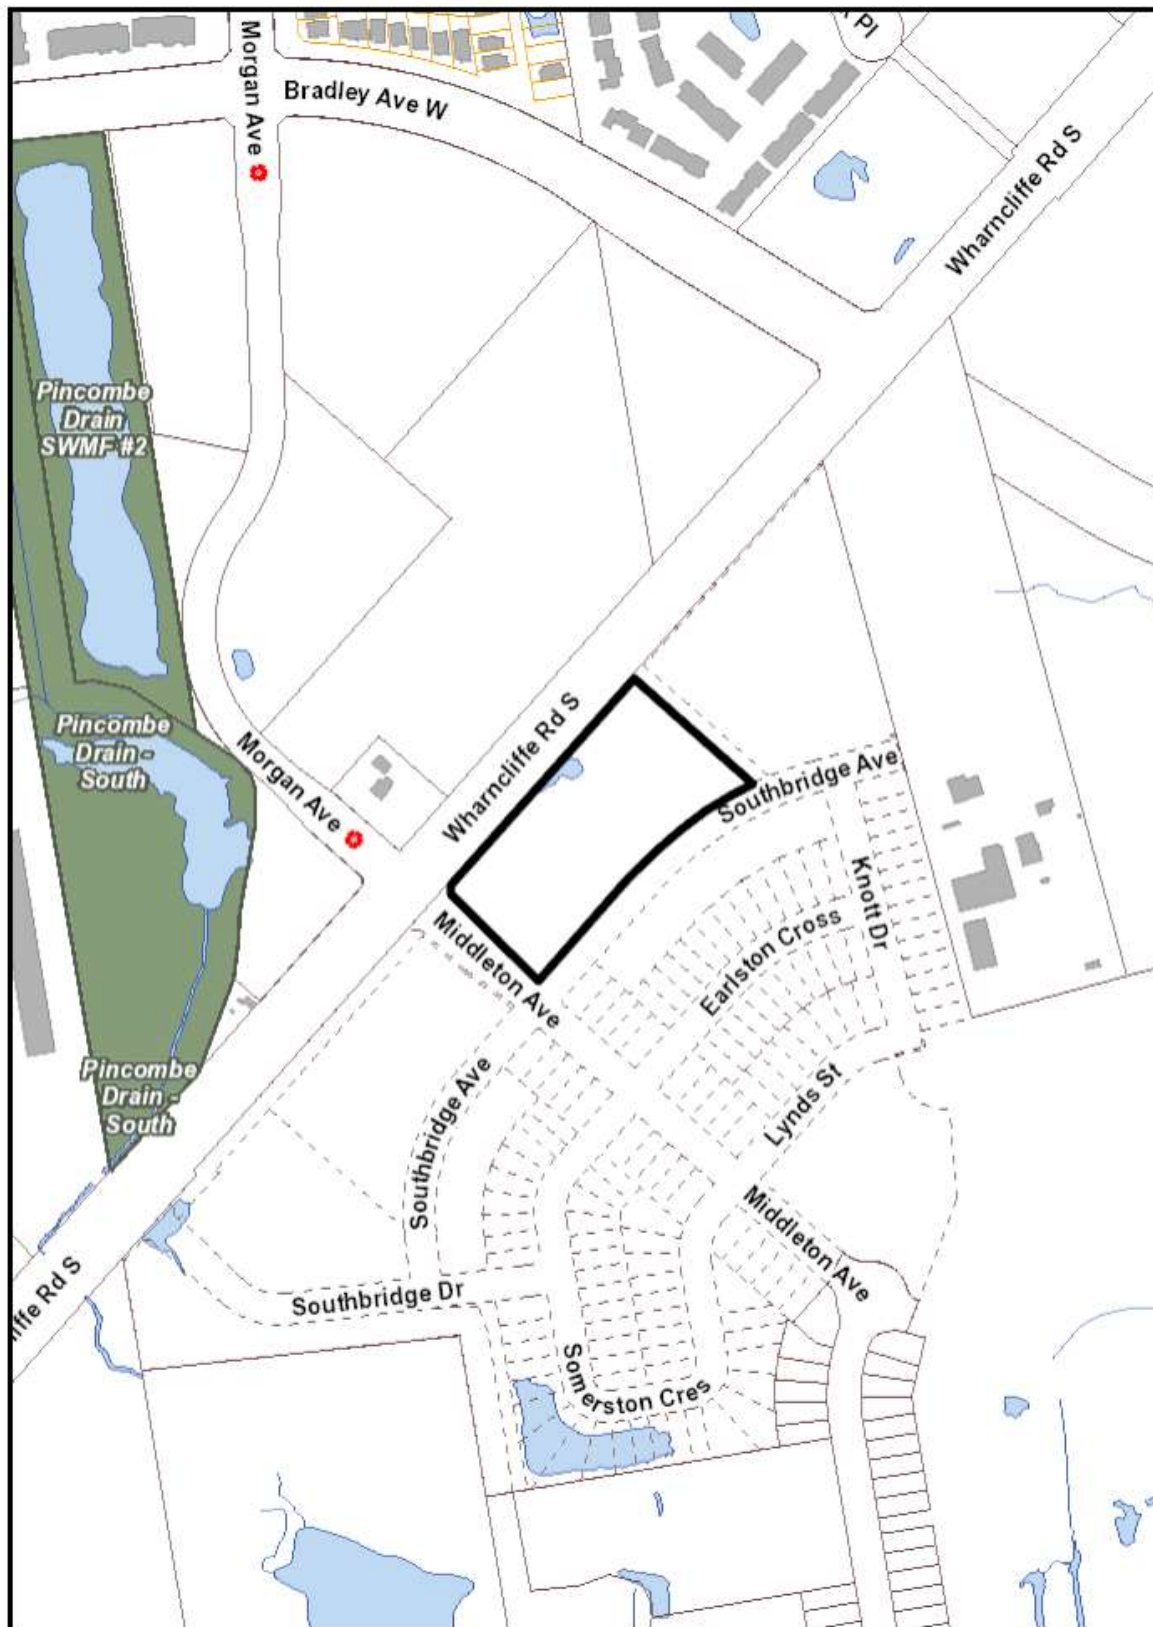 Morgan Ave
Bradley Ave W
Pl
Wharncliffe Rd S
Pincombe
Drain
SWMF #2
Pincombe
Drain -
South
Morgan Ave
Wharncliffe Rd S
Southbridge Ave
Knott Dr
Earlston Cross
Middleton Ave
Pincombe
Drain -
South
Southbridge Ave
Lynds St
Middleton Ave
Southbridge Dr
iffe Rd S
Somerston Cres